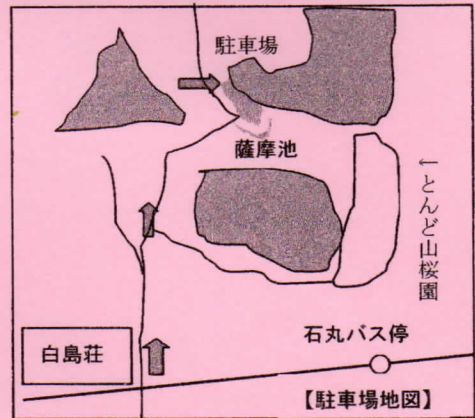 駐車場
薩摩池
←とんど山桜園
石丸バス停
白島荘
【駐車場地図】